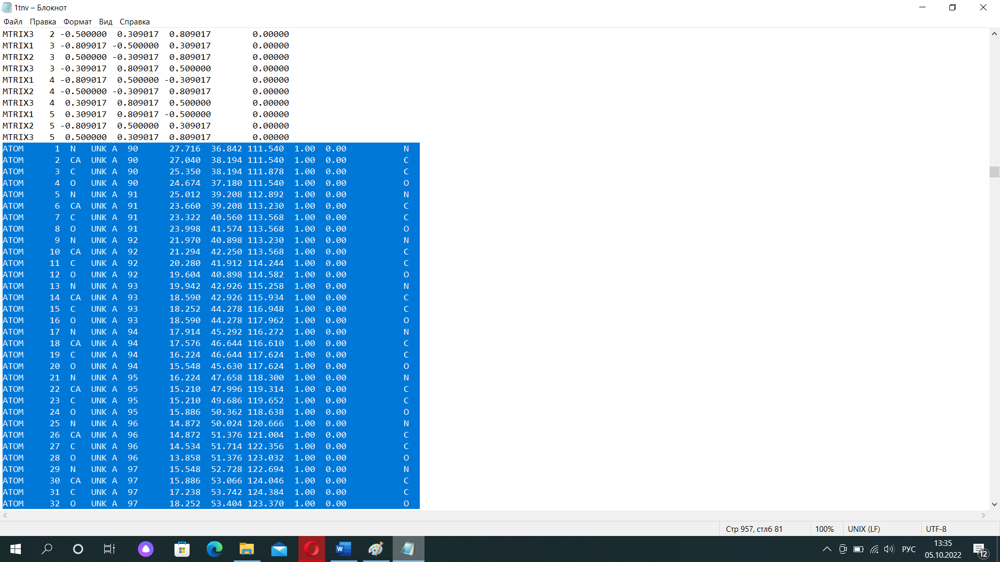 1tnv – Блокнот
Файл Правка Формат Вид Справка
MTRIX3   2 -0.500000  0.309017  0.809017        0.00000
MTRIX1   3 -0.809017 -0.500000  0.309017        0.00000
MTRIX2   3  0.500000 -0.309017  0.809017        0.00000
MTRIX3   3 -0.309017  0.809017  0.500000        0.00000
MTRIX1   4 -0.809017  0.500000 -0.309017        0.00000
MTRIX2   4 -0.500000 -0.309017  0.809017        0.00000
MTRIX3   4  0.309017  0.809017  0.500000        0.00000
MTRIX1   5  0.309017  0.809017 -0.500000        0.00000
MTRIX2   5 -0.809017  0.500000  0.309017        0.00000
MTRIX3   5  0.500000  0.309017  0.809017        0.00000
ATOM      1  N   UNK A  90      27.716  36.842 111.540  1.00  0.00           N
ATOM      2  CA  UNK A  90      27.040  38.194 111.540  1.00  0.00           C
ATOM      3  C   UNK A  90      25.350  38.194 111.878  1.00  0.00           C
ATOM      4  O   UNK A  90      24.674  37.180 111.540  1.00  0.00           O
ATOM      5  N   UNK A  91      25.012  39.208 112.892  1.00  0.00           N
ATOM      6  CA  UNK A  91      23.660  39.208 113.230  1.00  0.00           C
ATOM      7  C   UNK A  91      23.322  40.560 113.568  1.00  0.00           C
ATOM      8  O   UNK A  91      23.998  41.574 113.568  1.00  0.00           O
ATOM      9  N   UNK A  92      21.970  40.898 113.230  1.00  0.00           N
ATOM     10  CA  UNK A  92      21.294  42.250 113.568  1.00  0.00           C
ATOM     11  C   UNK A  92      20.280  41.912 114.244  1.00  0.00           C
ATOM     12  O   UNK A  92      19.604  40.898 114.582  1.00  0.00           O
ATOM     13  N   UNK A  93      19.942  42.926 115.258  1.00  0.00           N
ATOM     14  CA  UNK A  93      18.590  42.926 115.934  1.00  0.00           C
ATOM     15  C   UNK A  93      18.252  44.278 116.948  1.00  0.00           C
ATOM     16  O   UNK A  93      18.590  44.278 117.962  1.00  0.00           O
ATOM     17  N   UNK A  94      17.914  45.292 116.272  1.00  0.00           N
ATOM     18  CA  UNK A  94      17.576  46.644 116.610  1.00  0.00           C
ATOM     19  C   UNK A  94      16.224  46.644 117.624  1.00  0.00           C
ATOM     20  O   UNK A  94      15.548  45.630 117.624  1.00  0.00           O
ATOM     21  N   UNK A  95      16.224  47.658 118.300  1.00  0.00           N
ATOM     22  CA  UNK A  95      15.210  47.996 119.314  1.00  0.00           C
ATOM     23  C   UNK A  95      15.210  49.686 119.652  1.00  0.00           C
ATOM     24  O   UNK A  95      15.886  50.362 118.638  1.00  0.00           O
ATOM     25  N   UNK A  96      14.872  50.024 120.666  1.00  0.00           N
ATOM     26  CA  UNK A  96      14.872  51.376 121.004  1.00  0.00           C
ATOM     27  C   UNK A  96      14.534  51.714 122.356  1.00  0.00           C
ATOM     28  O   UNK A  96      13.858  51.376 123.032  1.00  0.00           O
ATOM     29  N   UNK A  97      15.548  52.728 122.694  1.00  0.00           N
ATOM     30  CA  UNK A  97      15.886  53.066 124.046  1.00  0.00           C
ATOM     31  C   UNK A  97      17.238  53.742 124.384  1.00  0.00           C
ATOM     32  O   UNK A  97      18.252  53.404 123.370  1.00  0.00           O
Стр 957, стлб 81 100% UNIX (LF) UTF-8
РУС
13:35
05.10.2022
12